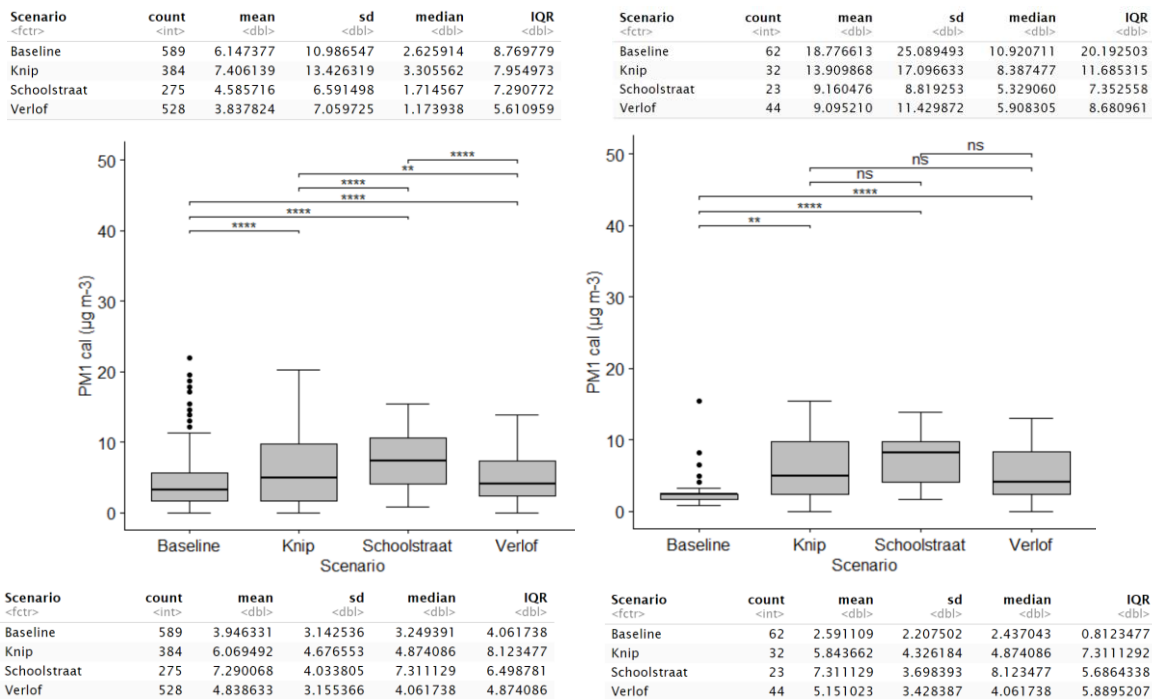 Scenario count mean sd median IQR
<fctr> <int> <dbl> <dbl> <dbl> <dbl>
Baseline 589 6.147377 10.986547 2.625914 8.769779
Knip 384 7.406139 13.426319 3.305562 7.954973
Schoolstraat 275 4.585716 6.591498 1.714567 7.290772
Verlof 528 3.837824 7.059725 1.173938 5.610959
Scenario count mean sd median IQR
<fctr> <int> <dbl> <dbl> <dbl> <dbl>
Baseline 62 18.776613 25.089493 10.920711 20.192503
Knip 32 13.909868 17.096633 8.387477 11.685315
Schoolstraat 23 9.160476 8.819253 5.329060 7.352558
Verlof 44 9.095210 11.429872 5.908305 8.680961
PM1 cal (µg m-3)
50
40
30
20
10
0
****
**
****
****
****
****
Baseline Knip Schoolstraat Verlof
Scenario
PM1 cal (µg m-3)
50
40
30
20
10
0
ns
ns
ns
****
****
**
Baseline Knip Schoolstraat Verlof
Scenario
Scenario count mean sd median IQR
<fctr> <int> <dbl> <dbl> <dbl> <dbl>
Baseline 589 3.946331 3.142536 3.249391 4.061738
Knip 384 6.069492 4.676553 4.874086 8.123477
Schoolstraat 275 7.290068 4.033805 7.311129 6.498781
Verlof 528 4.838633 3.155366 4.061738 4.874086
Scenario count mean sd median IQR
<fctr> <int> <dbl> <dbl> <dbl> <dbl>
Baseline 62 2.591109 2.207502 2.437043 0.8123477
Knip 32 5.843662 4.326184 4.874086 7.3111292
Schoolstraat 23 7.311129 3.698393 8.123477 5.6864338
Verlof 44 5.151023 3.428387 4.061738 5.8895207